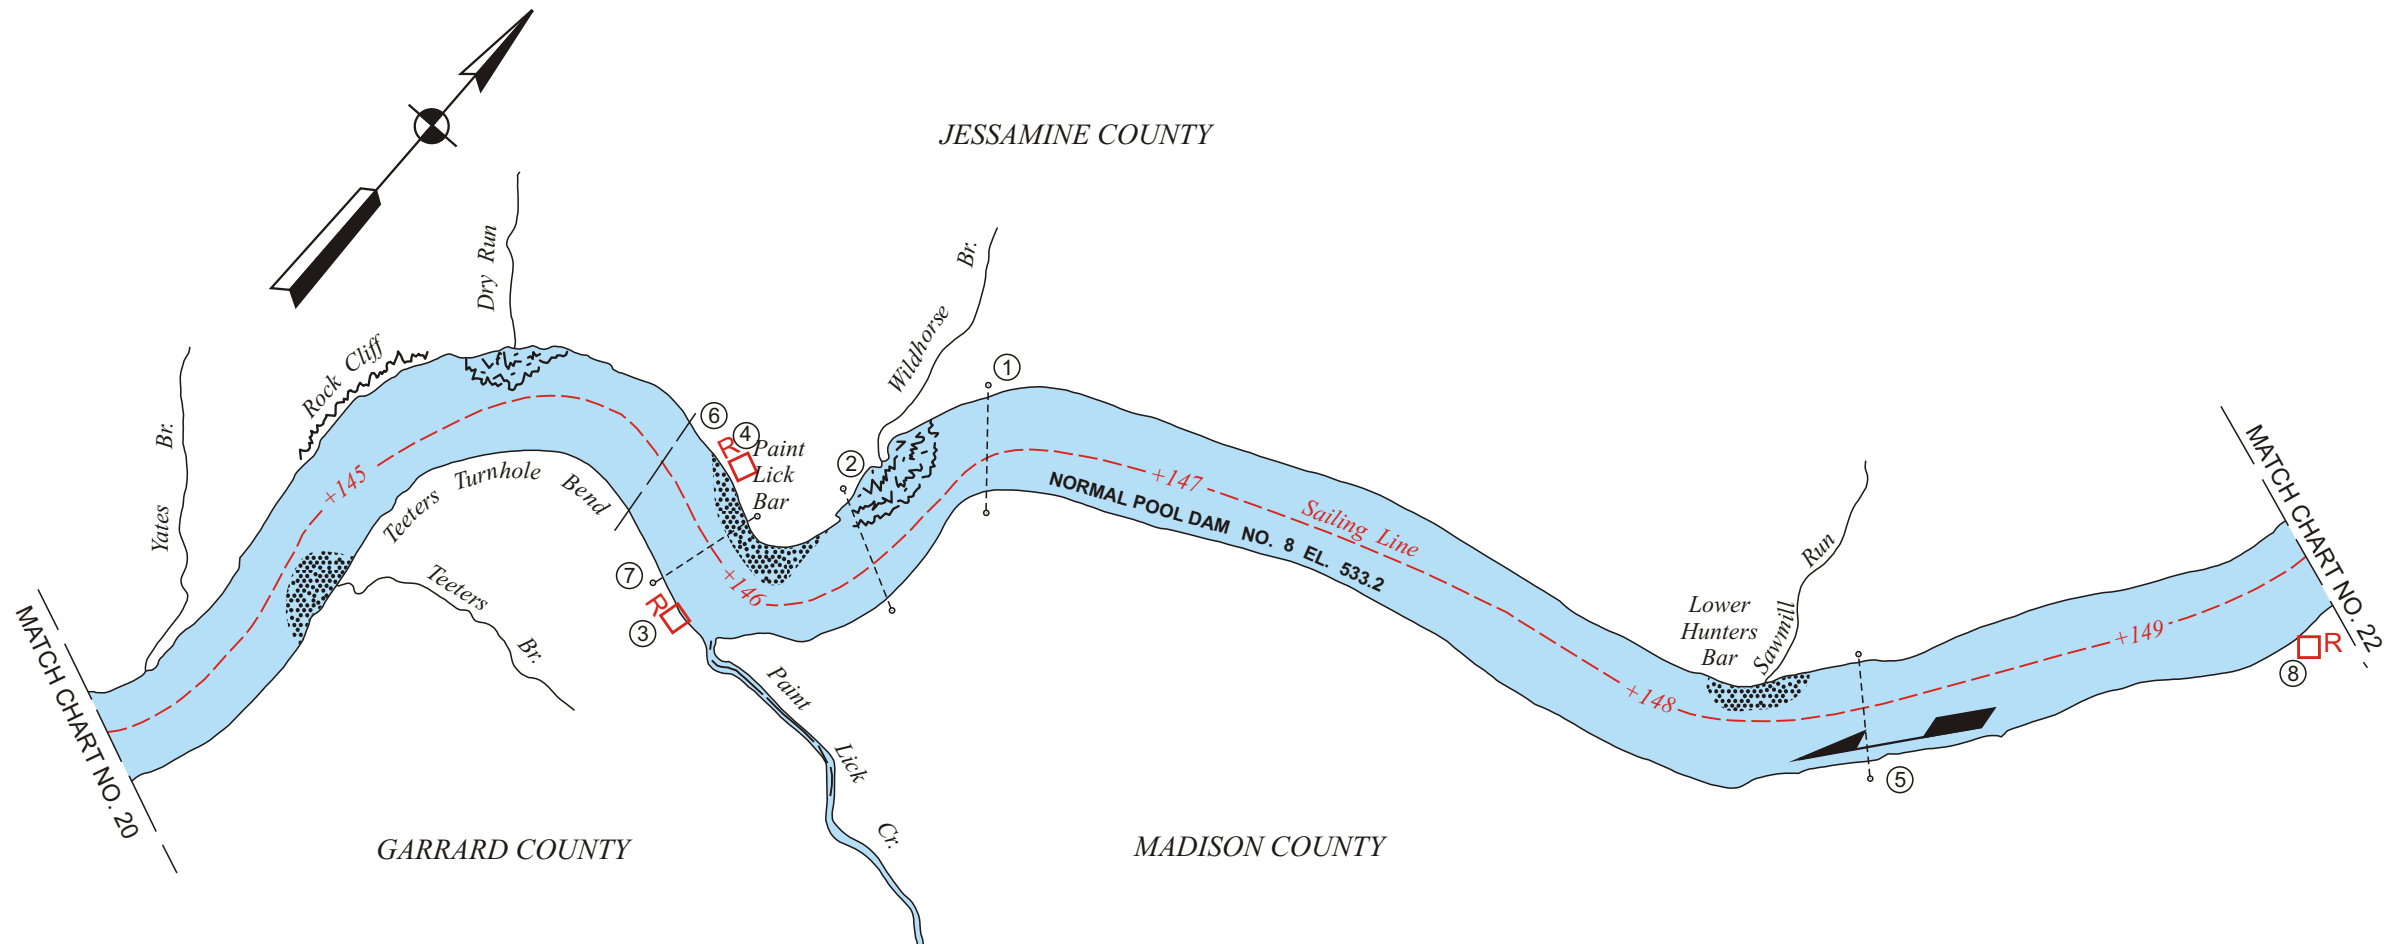 JESSAMINE COUNTY
Dry Run
Wildhorse Br.
Rock Cliff
Yates Br.
+145
Teeters Turnhole Bend
Teeters Br.
6
R
4
Paint
Lick
Bar
2
1
7
R
3
+146
+147
Sailing Line
NORMAL POOL DAM NO. 8 EL. 533.2
Lower
Hunters
Bar
Sawmill Run
+148
+149
5
R
8
MATCH CHART NO. 22
MATCH CHART NO. 20
Paint Lick Cr.
GARRARD COUNTY
MADISON COUNTY